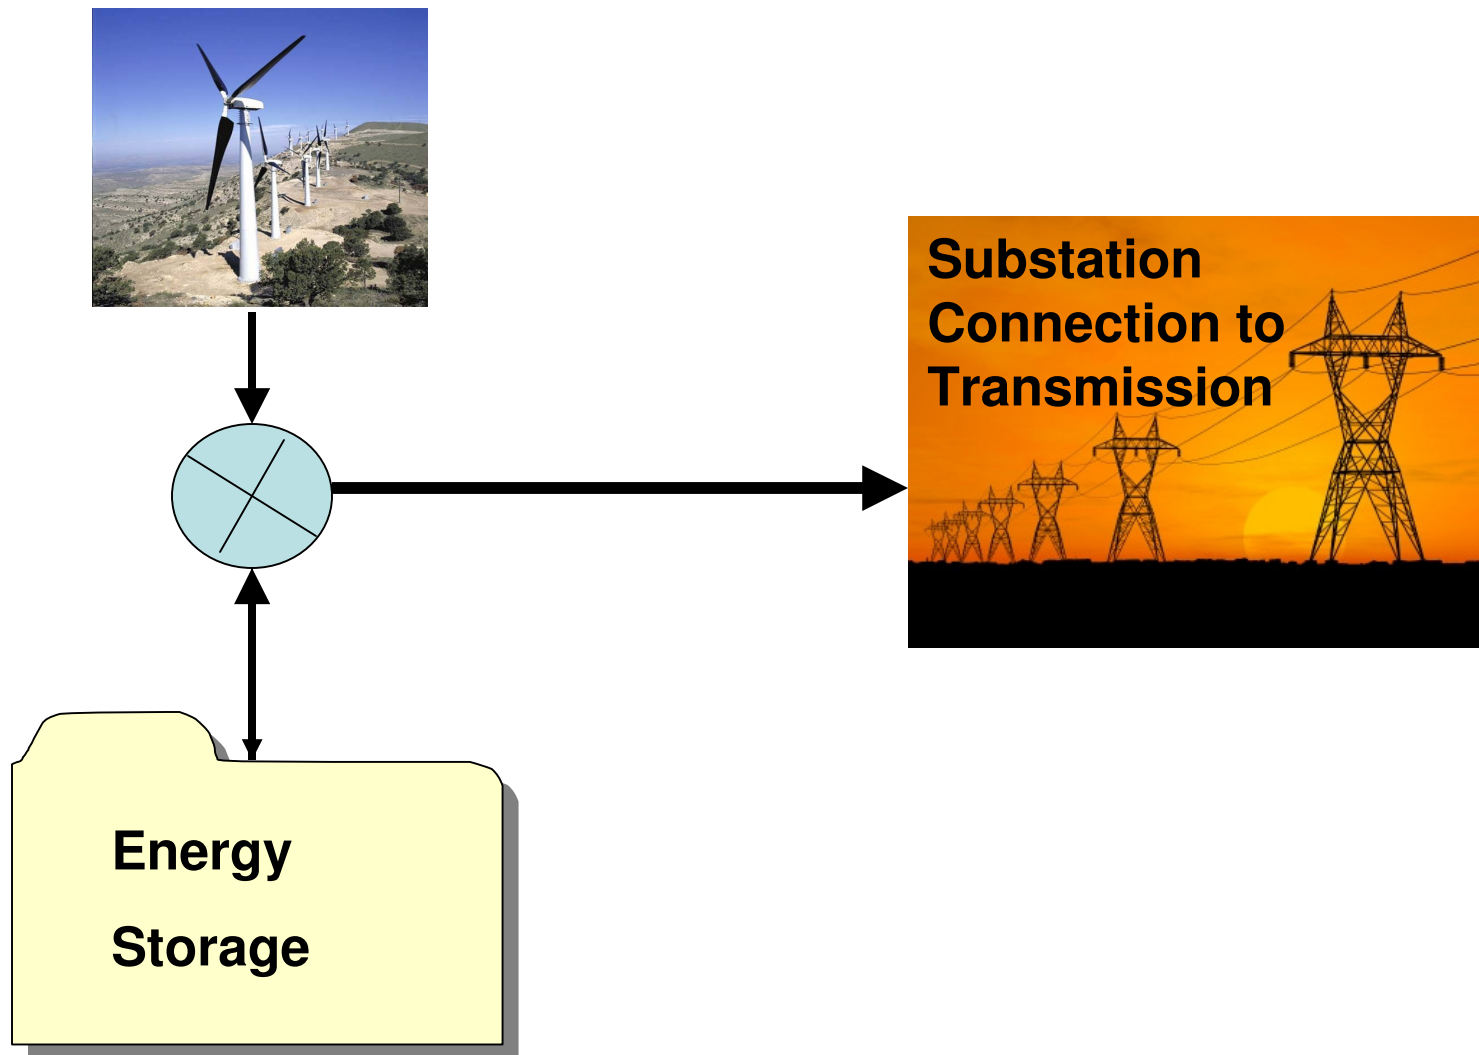 Substation
Connection to
Transmission
Energy
Storage